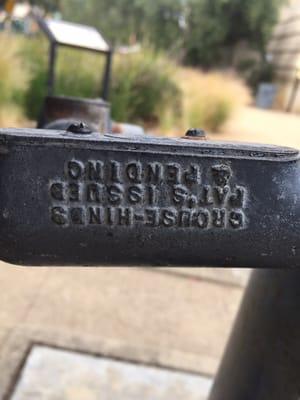 CROUSE-HINDS
PAT'S ISSUED
& PENDING